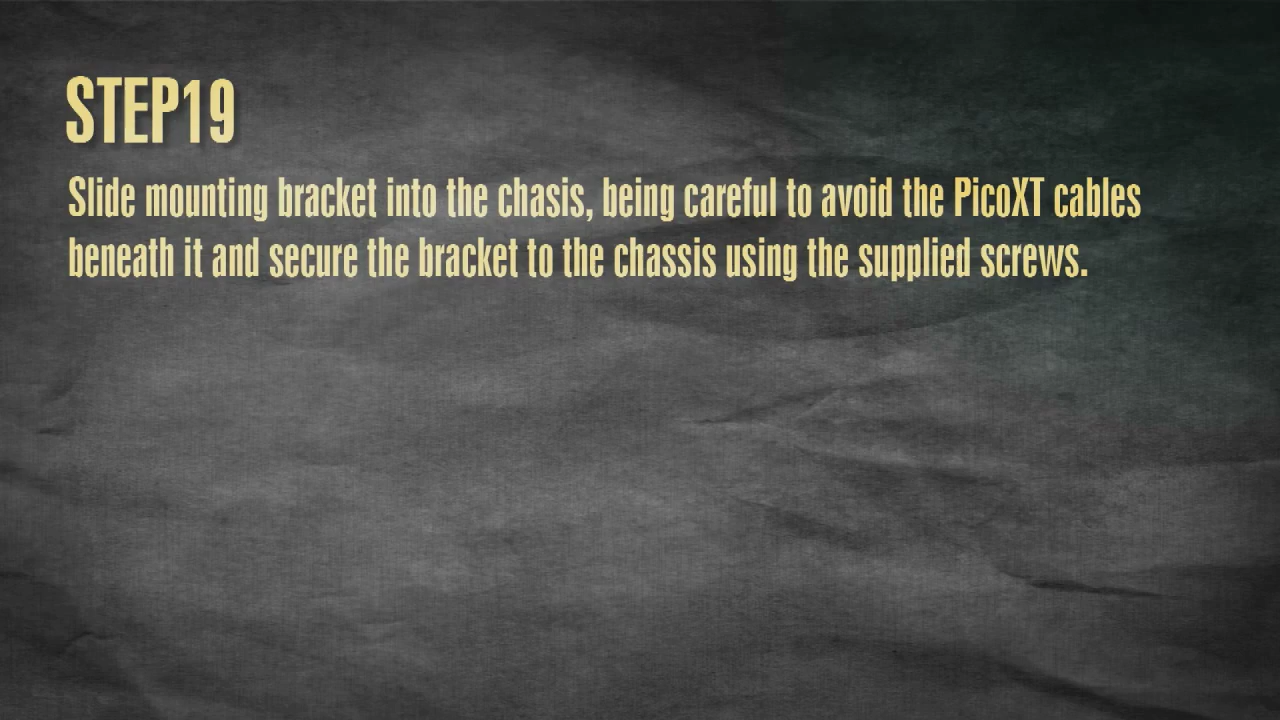 STEP19
Slide mounting bracket into the chasis, being careful to avoid the PicoXT cables
beneath it and secure the bracket to the chassis using the supplied screws.